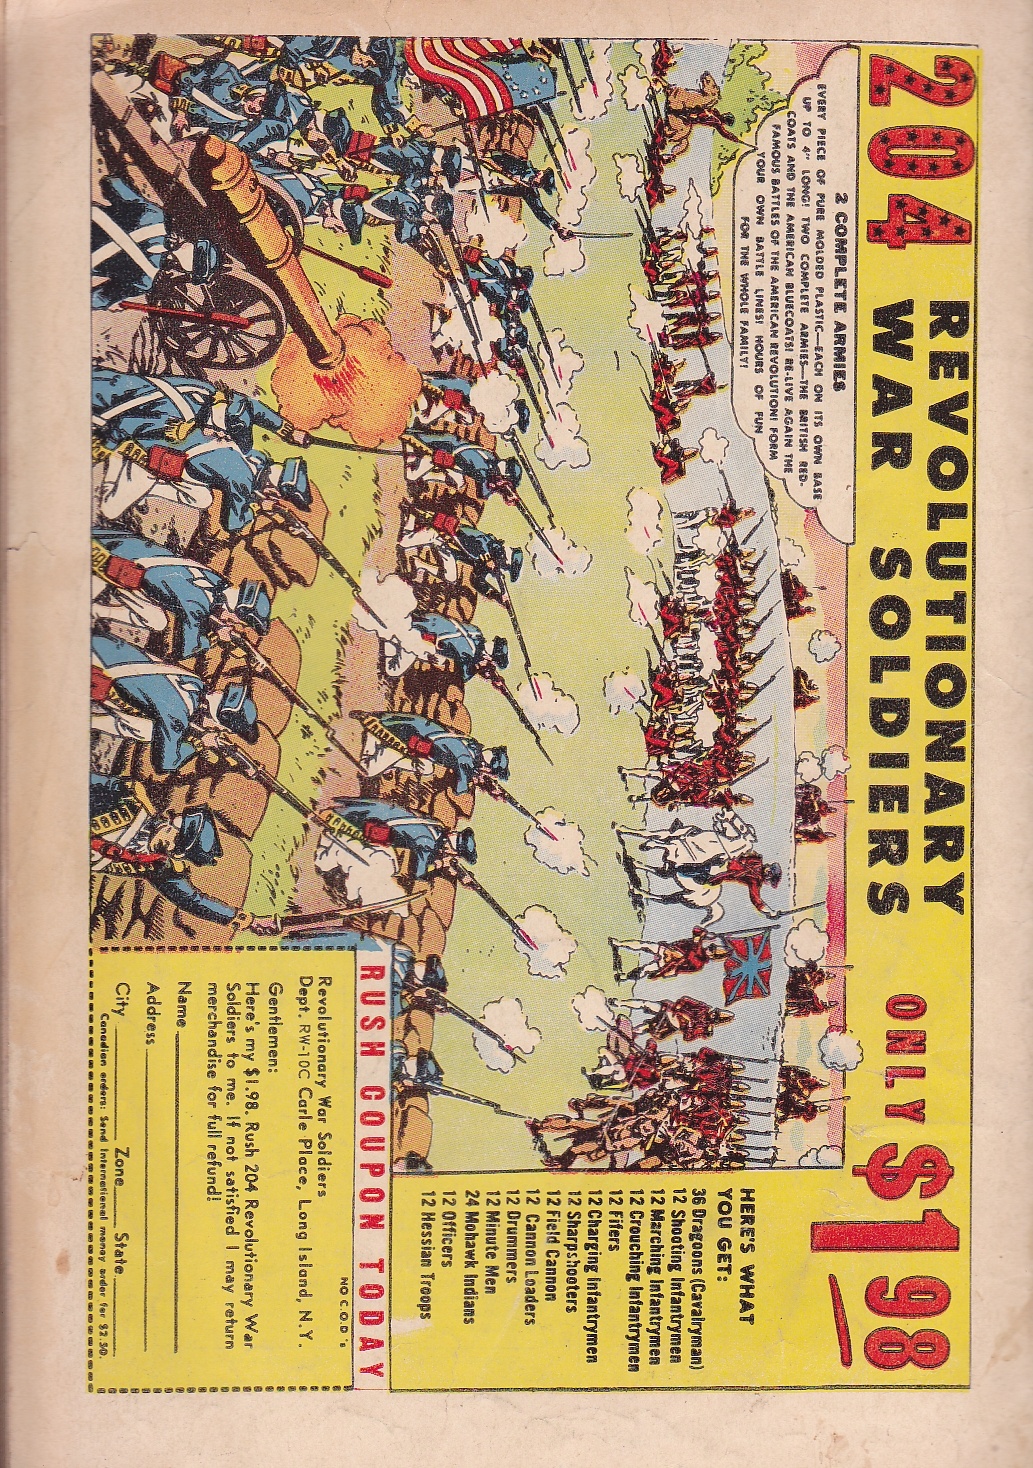 204 REVOLUTIONARY
WAR SOLDIERS ONLY $1.98
2 COMPLETE ARMIES
EVERY PIECE OF PURE MOLDED PLASTIC—EACH ON ITS OWN BASE
UP TO 4" LONG! TWO COMPLETE ARMIES—THE BRITISH RED-
COATS AND THE AMERICAN BLUECOATS! RE-LIVE AGAIN THE
FAMOUS BATTLES OF THE AMERICAN REVOLUTION! FORM
YOUR OWN BATTLE LINES! HOURS OF FUN
FOR THE WHOLE FAMILY!
HERE'S WHAT
YOU GET:
36 Dragoons (Cavalryman)
12 Shooting Infantrymen
12 Marching Infantrymen
12 Crouching Infantrymen
12 Fifers
12 Charging Infantrymen
12 Sharpshooters
12 Field Cannon
12 Cannon Loaders
12 Drummers
12 Minute Men
24 Mohawk Indians
12 Officers
12 Hessian Troops
RUSH COUPON TODAY
NO C.O.D's
Revolutionary War Soldiers
Dept. RW-10C Carle Place, Long Island, N.Y.
Gentlemen:
Here's my $1.98. Rush 204 Revolutionary War
Soldiers to me. If not satisfied I may return
merchandise for full refund!
Name
Address
City Zone State
Canadian orders: Send International money order for $2.50.